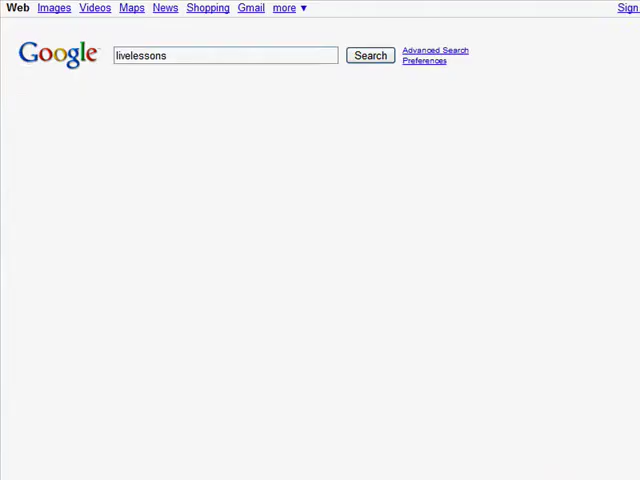 Web Images Videos Maps News Shopping Gmail more ▼ Sign
Google livelessons Search Advanced Search
Preferences